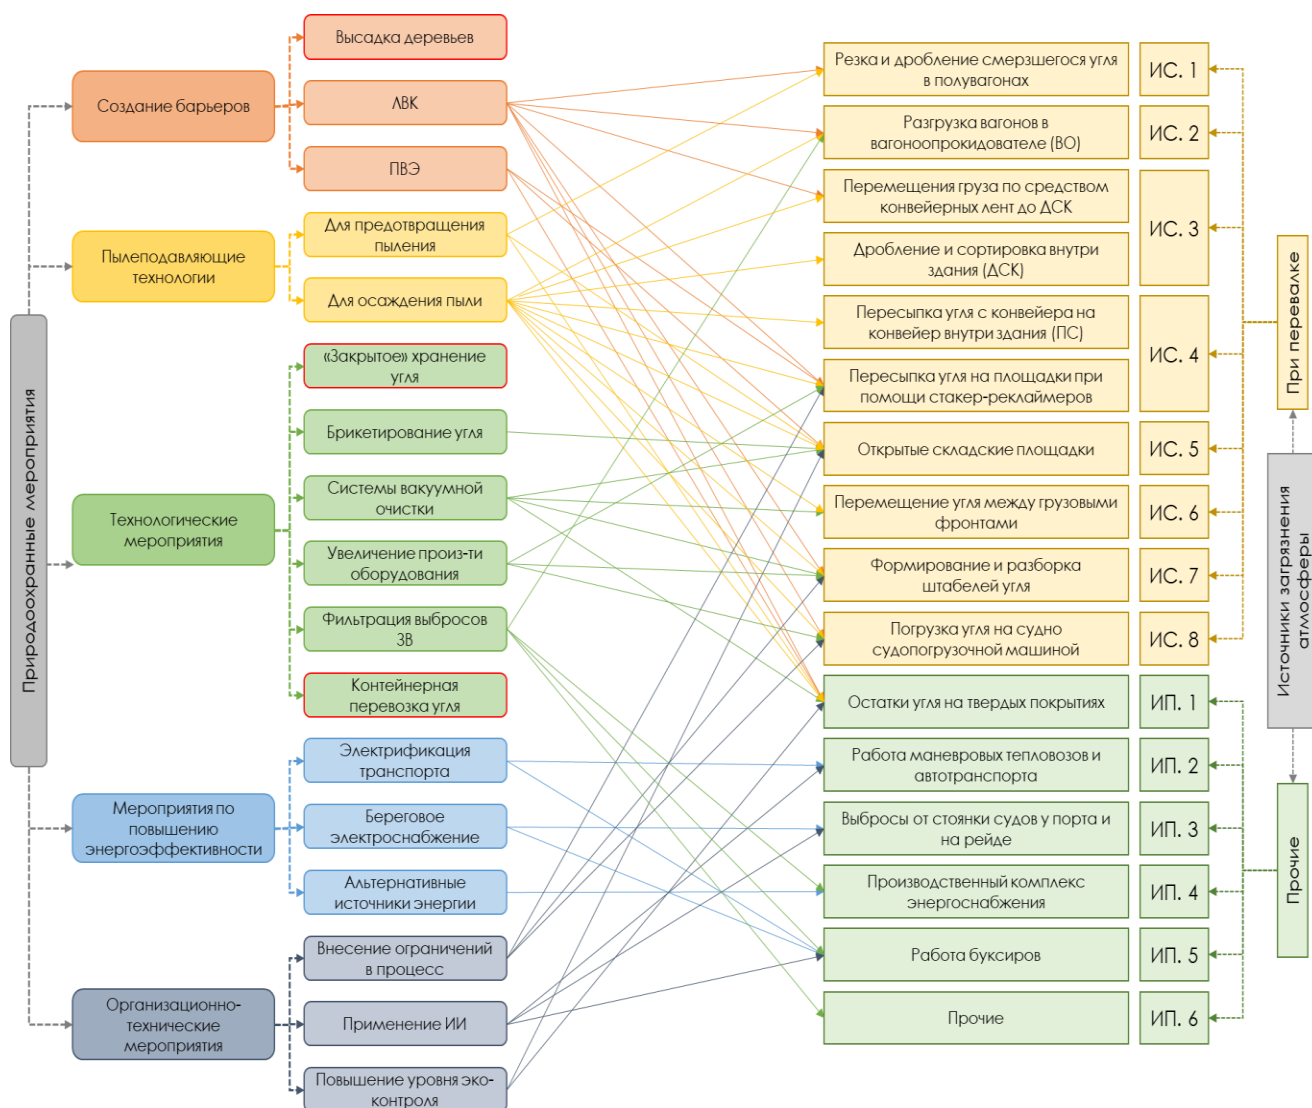 Природоохранные мероприятия
Создание барьеров
Высадка деревьев
ЛВК
ПВЭ
Пылеподавляющие
технологии
Для предотвращения
пыления
Для осаждения пыли
Технологические
мероприятия
«Закрытое» хранение
угля
Брикетирование угля
Системы вакуумной
очистки
Увеличение произ-ти
оборудования
Фильтрация выбросов
ЗВ
Контейнерная
перевозка угля
Мероприятия по
повышению
энергоэффективности
Электрификация
транспорта
Береговое
электроснабжение
Альтернативные
источники энергии
Организационно-
технические
мероприятия
Внесение ограничений
в процесс
Применение ИИ
Повышение уровня эко-
контроля
Резка и дробление смерзшегося угля
в полувагонах
ИС. 1
Разгрузка вагонов в
вагоноопрокидователе (ВО)
ИС. 2
Перемещения груза по средством
конвейерных лент до ДСК
ИС. 3
Дробление и сортировка внутри
здания (ДСК)
Пересыпка угля с конвейера на
конвейер внутри здания (ПС)
ИС. 4
Пересыпка угля на площадки при
помощи стакер-реклаймеров
Открытые складские площадки
ИС. 5
Перемещение угля между грузовыми
фронтами
ИС. 6
Формирование и разборка
штабелей угля
ИС. 7
Погрузка угля на судно
судопогрузочной машиной
ИС. 8
Остатки угля на твердых покрытиях
ИП. 1
Работа маневровых тепловозов и
автотранспорта
ИП. 2
Выбросы от стоянки судов у порта и
на рейде
ИП. 3
Производственный комплекс
энергоснабжения
ИП. 4
Работа буксиров
ИП. 5
Прочие
ИП. 6
При перевалке
Источники загрязнения
атмосферы
Прочие